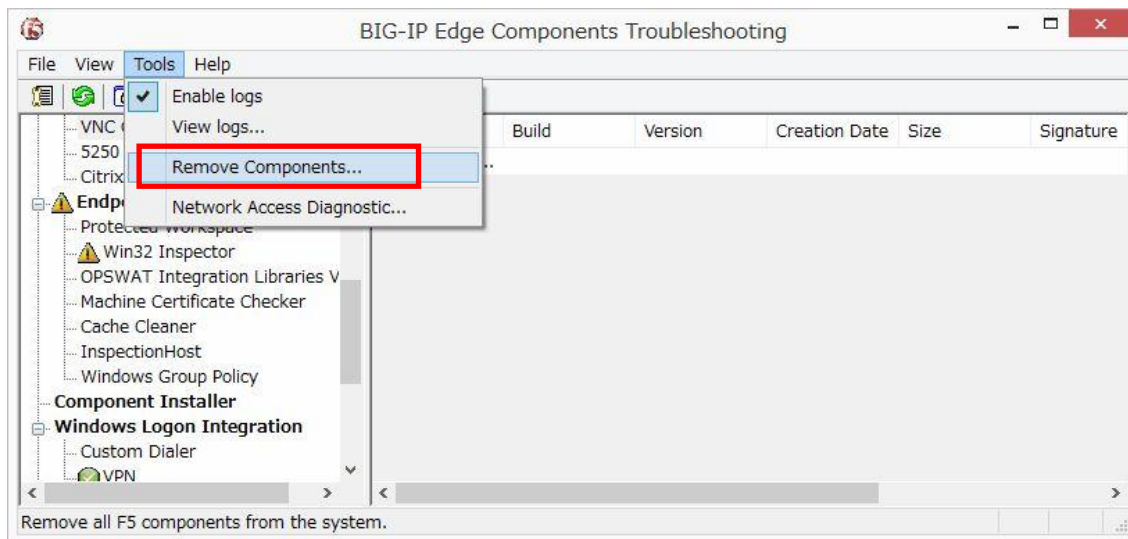 BIG-IP Edge Components Troubleshooting
File View Tools Help
Enable logs
View logs...
Remove Components...
Network Access Diagnostic...
Build Version Creation Date Size Signature
..
VNC
5250
Citrix
Endp
Protected Workspace
Win32 Inspector
OPSWAT Integration Libraries V
Machine Certificate Checker
Cache Cleaner
InspectionHost
Windows Group Policy
Component Installer
Windows Logon Integration
Custom Dialer
VPN
Remove all F5 components from the system.